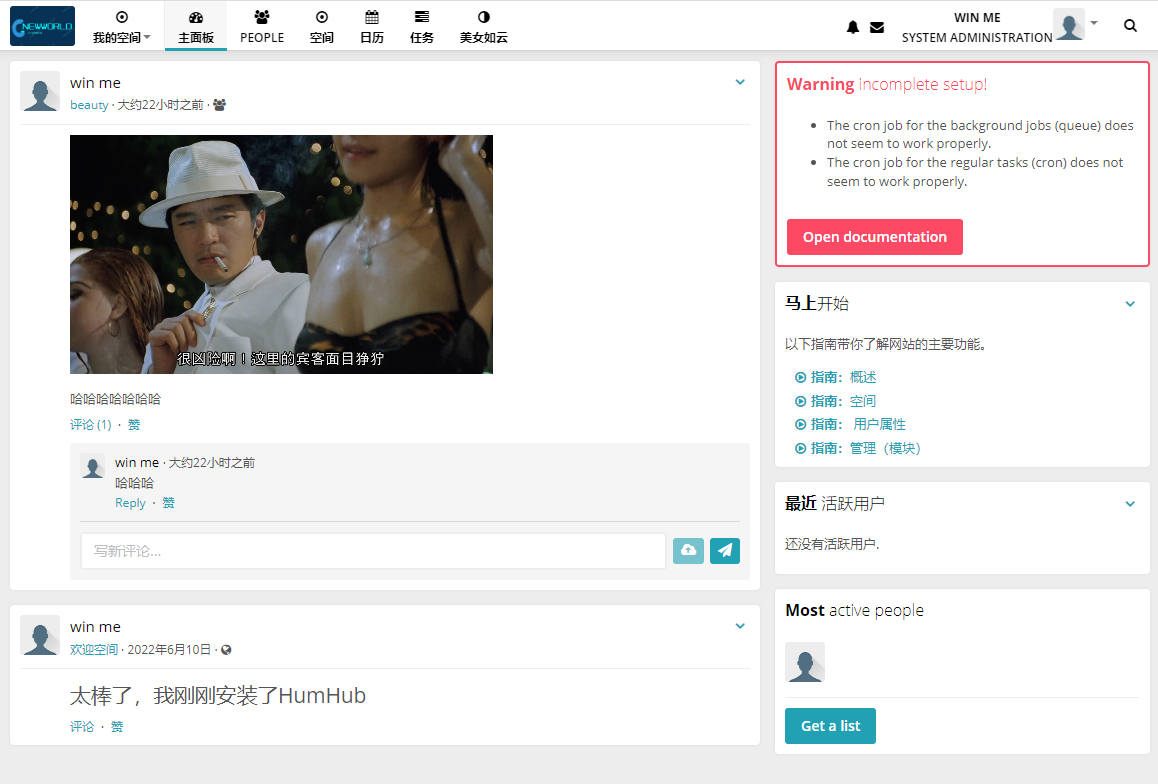 NEWWORLD
我的空间
主面板
PEOPLE
空间
日历
任务
美女如云
WIN ME
SYSTEM ADMINISTRATION
win me
beauty · 大约22小时之前 ·
很凶险啊！这里的宾客面目狰狞
哈哈哈哈哈哈哈
评论 (1) · 赞
win me · 大约22小时之前
哈哈哈
Reply · 赞
写新评论...
win me
欢迎空间 · 2022年6月10日 ·
太棒了，我刚刚安装了HumHub
评论 · 赞
Warning incomplete setup!
• The cron job for the background jobs (queue) does
not seem to work properly.
• The cron job for the regular tasks (cron) does not
seem to work properly.
Open documentation
马上开始
以下指南带你了解网站的主要功能。
指南：概述
指南：空间
指南： 用户属性
指南：管理（模块）
最近 活跃用户
还没有活跃用户.
Most active people
Get a list